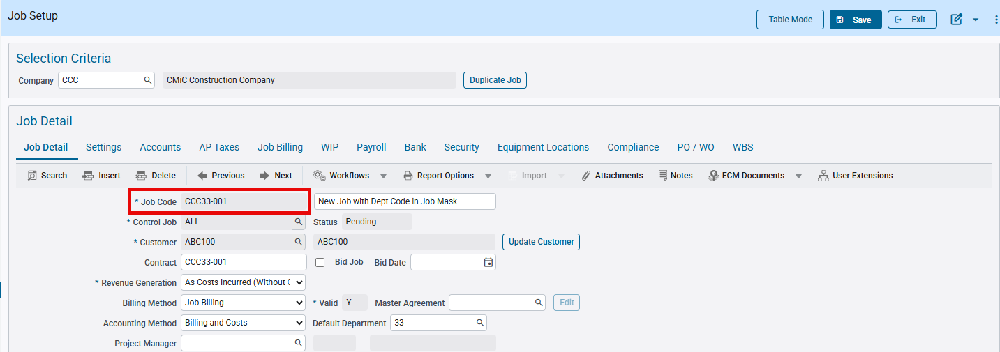 Job Setup
Table Mode Save Exit
Selection Criteria
Company CCC CMiC Construction Company Duplicate Job
Job Detail
Job Detail Settings Accounts AP Taxes Job Billing WIP Payroll Bank Security Equipment Locations Compliance PO / WO WBS
Search Insert Delete Previous Next Workflows Report Options Import Attachments Notes ECM Documents User Extensions
* Job Code CCC33-001 New Job with Dept Code in Job Mask
* Control Job ALL Status Pending
* Customer ABC100 ABC100 Update Customer
Contract CCC33-001 Bid Job Bid Date
* Revenue Generation As Costs Incurred (Without
Billing Method Job Billing * Valid Y Master Agreement Edit
Accounting Method Billing and Costs Default Department 33
Project Manager